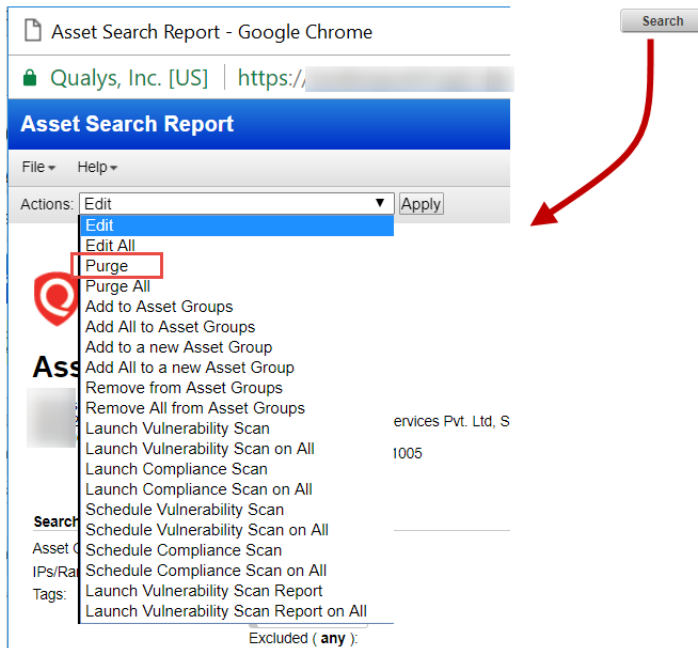 Asset Search Report - Google Chrome
Search
Qualys, Inc. [US] | https://
Asset Search Report
File Help
Actions: Edit Apply
Edit
Edit All
Purge
Purge All
Add to Asset Groups
Add All to Asset Groups
Add to a new Asset Group
Add All to a new Asset Group
Remove from Asset Groups
Remove All from Asset Groups
Launch Vulnerability Scan
ervices Pvt. Ltd, S
Launch Vulnerability Scan on All
1005
Launch Compliance Scan
Launch Compliance Scan on All
Schedule Vulnerability Scan
Schedule Vulnerability Scan on All
Schedule Compliance Scan
Schedule Compliance Scan on All
Launch Vulnerability Scan Report
Launch Vulnerability Scan Report on All
Ass
Search
Asset
IPs/Ra
Tags:
Excluded ( any ):